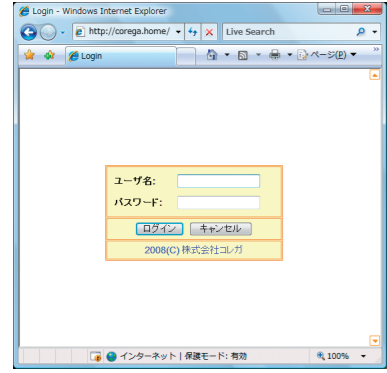 Login - Windows Internet Explorer
http://corega.home/
Live Search
Login
ページ(P)
ユーザ名:
パスワード:
ログイン キャンセル
2008(C) 株式会社コレガ
インターネット | 保護モード: 有効
100%